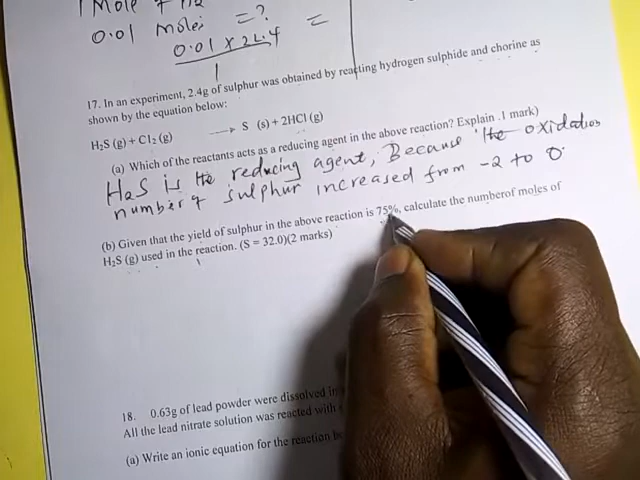 1 Mole
0.01 Moles =?
0.01 × 22.4 =
1
17. In an experiment, 2.4g of sulphur was obtained by reacting hydrogen sulphide and chorine as
shown by the equation below:
H₂S (g) + Cl₂ (g) → S (s) + 2HCl (g)
(a) Which of the reactants acts as a reducing agent in the above reaction? Explain .1 mark)
H₂S is the reducing agent, Because the oxidation
number of sulphur increased from -2 to 0.
(b) Given that the yield of sulphur in the above reaction is 75%, calculate the numberof moles of
H₂S (g) used in the reaction. (S = 32.0)(2 marks)
18. 0.63g of lead powder were dissolved in
All the lead nitrate solution was reacted with
(a) Write an ionic equation for the reaction